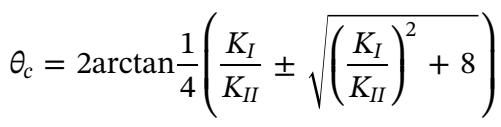 θ_c = 2arctan 1/4 ( K_I/K_II ± √( (K_I/K_II)² + 8 ) )